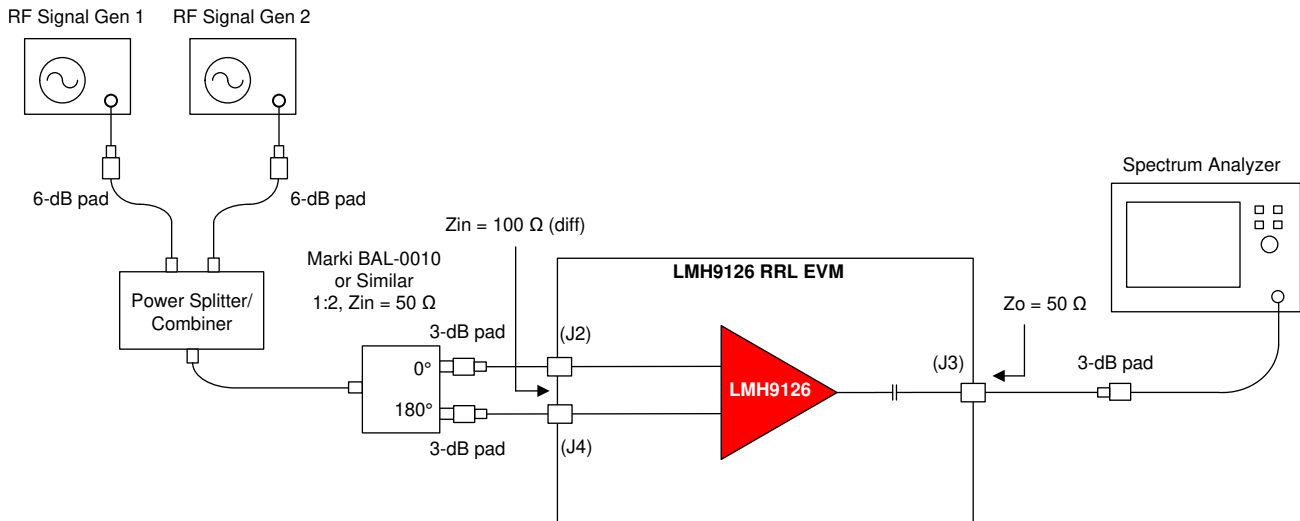 RF Signal Gen 1
RF Signal Gen 2
6-dB pad
6-dB pad
Power Splitter/
Combiner
Marki BAL-0010
or Similar
1:2, Zin = 50 Ω
0°
180°
3-dB pad
3-dB pad
Zin = 100 Ω (diff)
(J2)
(J4)
LMH9126 RRL EVM
LMH9126
(J3)
Zo = 50 Ω
3-dB pad
Spectrum Analyzer